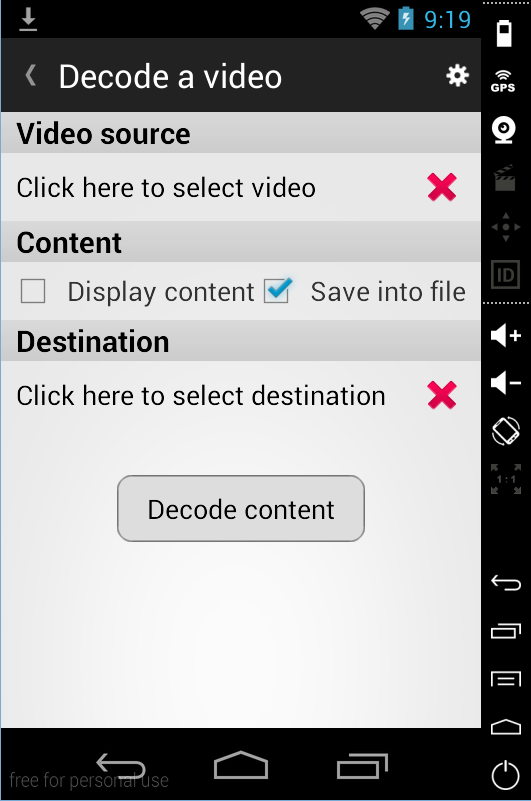 9:19
Decode a video
GPS
Video source
Click here to select video
Content
Display content Save into file
ID
Destination
Click here to select destination
1:1
Decode content
free for personal use